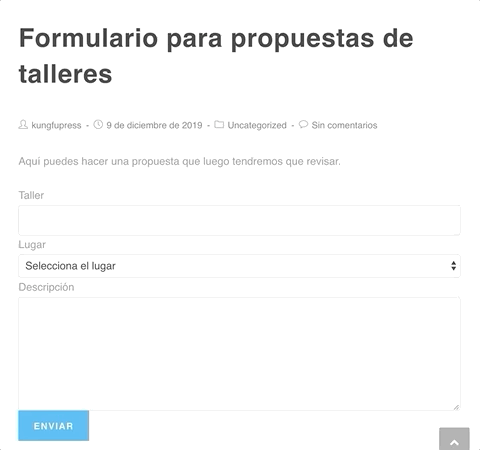 Formulario para propuestas de
talleres
kungfupress - 9 de diciembre de 2019 - Uncategorized - Sin comentarios
Aqui puedes hacer una propuesta que luego tendremos que revisar.
Taller
Lugar
Selecciona el lugar
Descripción
ENVIAR